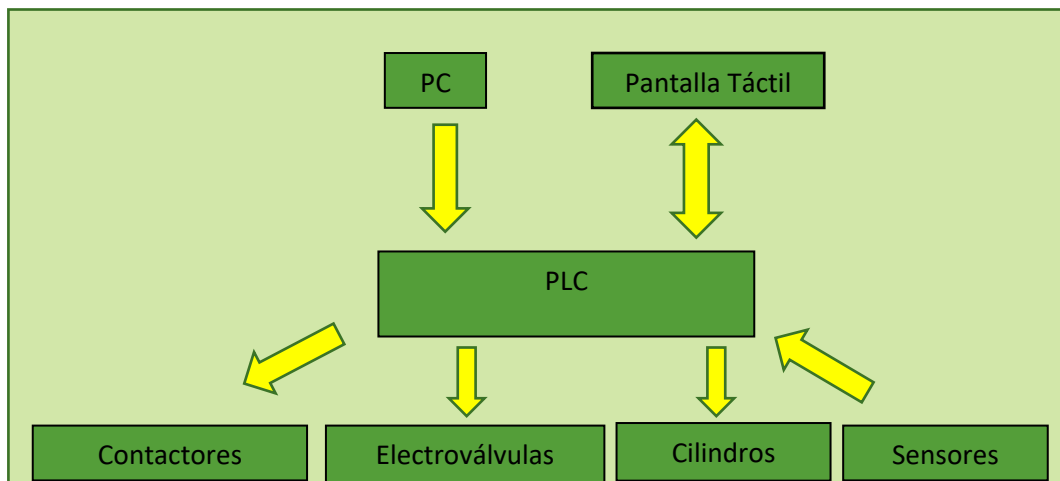 PC
Pantalla Táctil
PLC
Contactores
Electroválvulas
Cilindros
Sensores